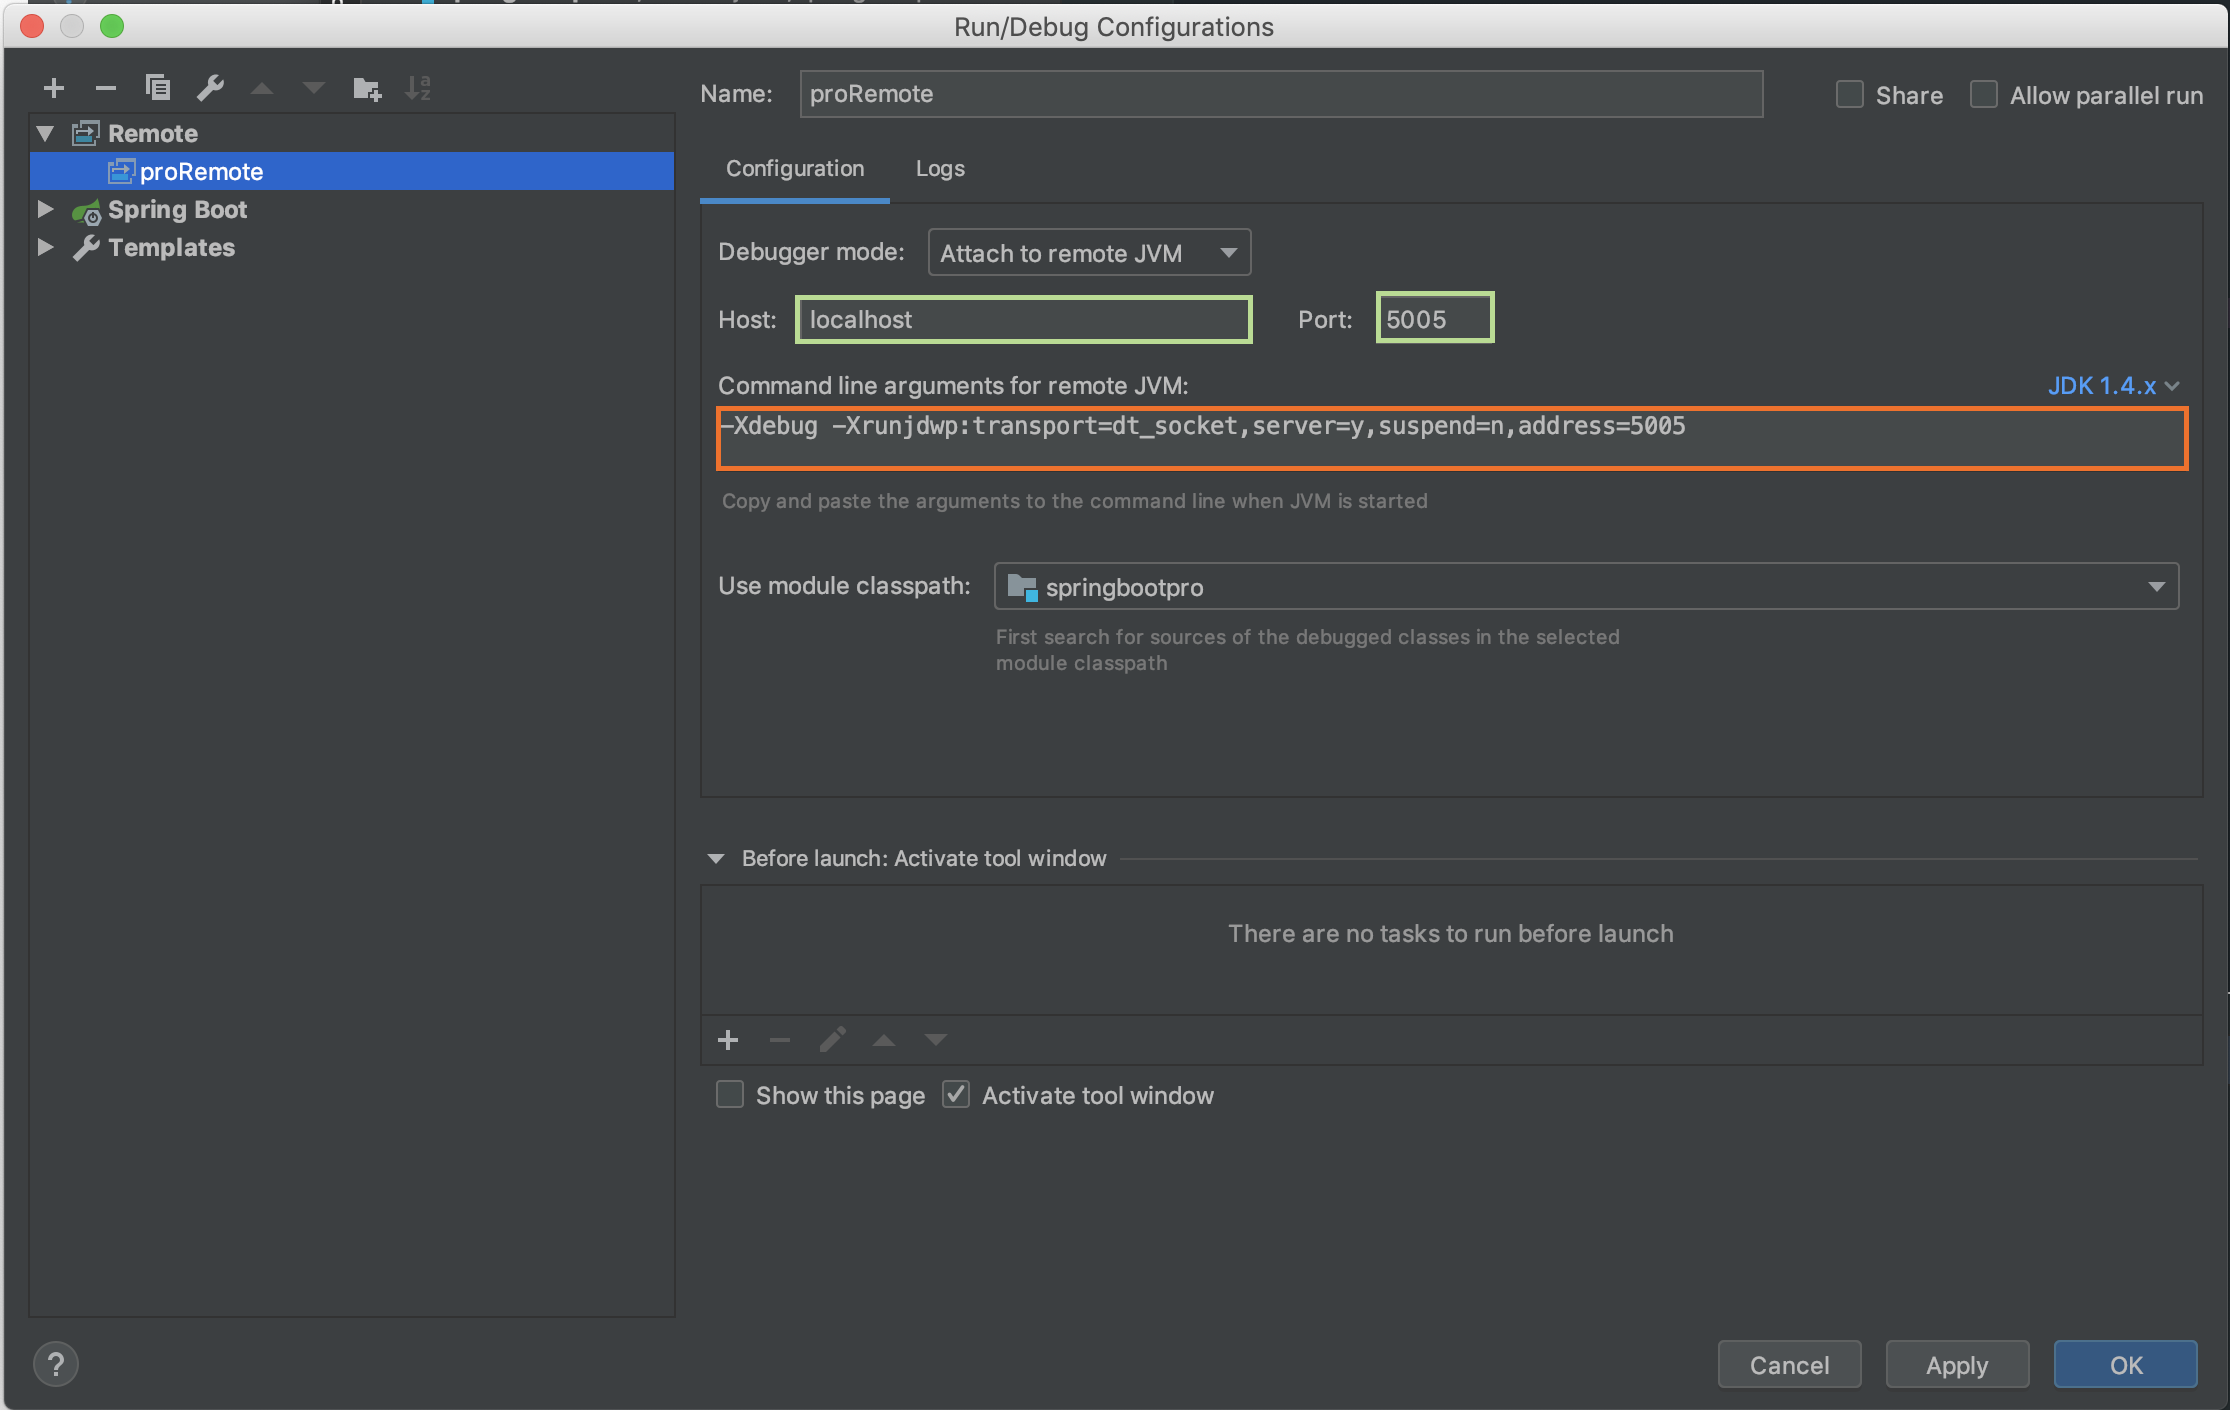 Run/Debug Configurations
Remote
proRemote
Spring Boot
Templates
Name: proRemote Share Allow parallel run
Configuration Logs
Debugger mode: Attach to remote JVM
Host: localhost Port: 5005
Command line arguments for remote JVM: JDK 1.4.x
-Xdebug -Xrunjdwp:transport=dt_socket,server=y,suspend=n,address=5005
Copy and paste the arguments to the command line when JVM is started
Use module classpath: springbootpro
First search for sources of the debugged classes in the selected
module classpath
Before launch: Activate tool window
There are no tasks to run before launch
Show this page Activate tool window
? Cancel Apply OK